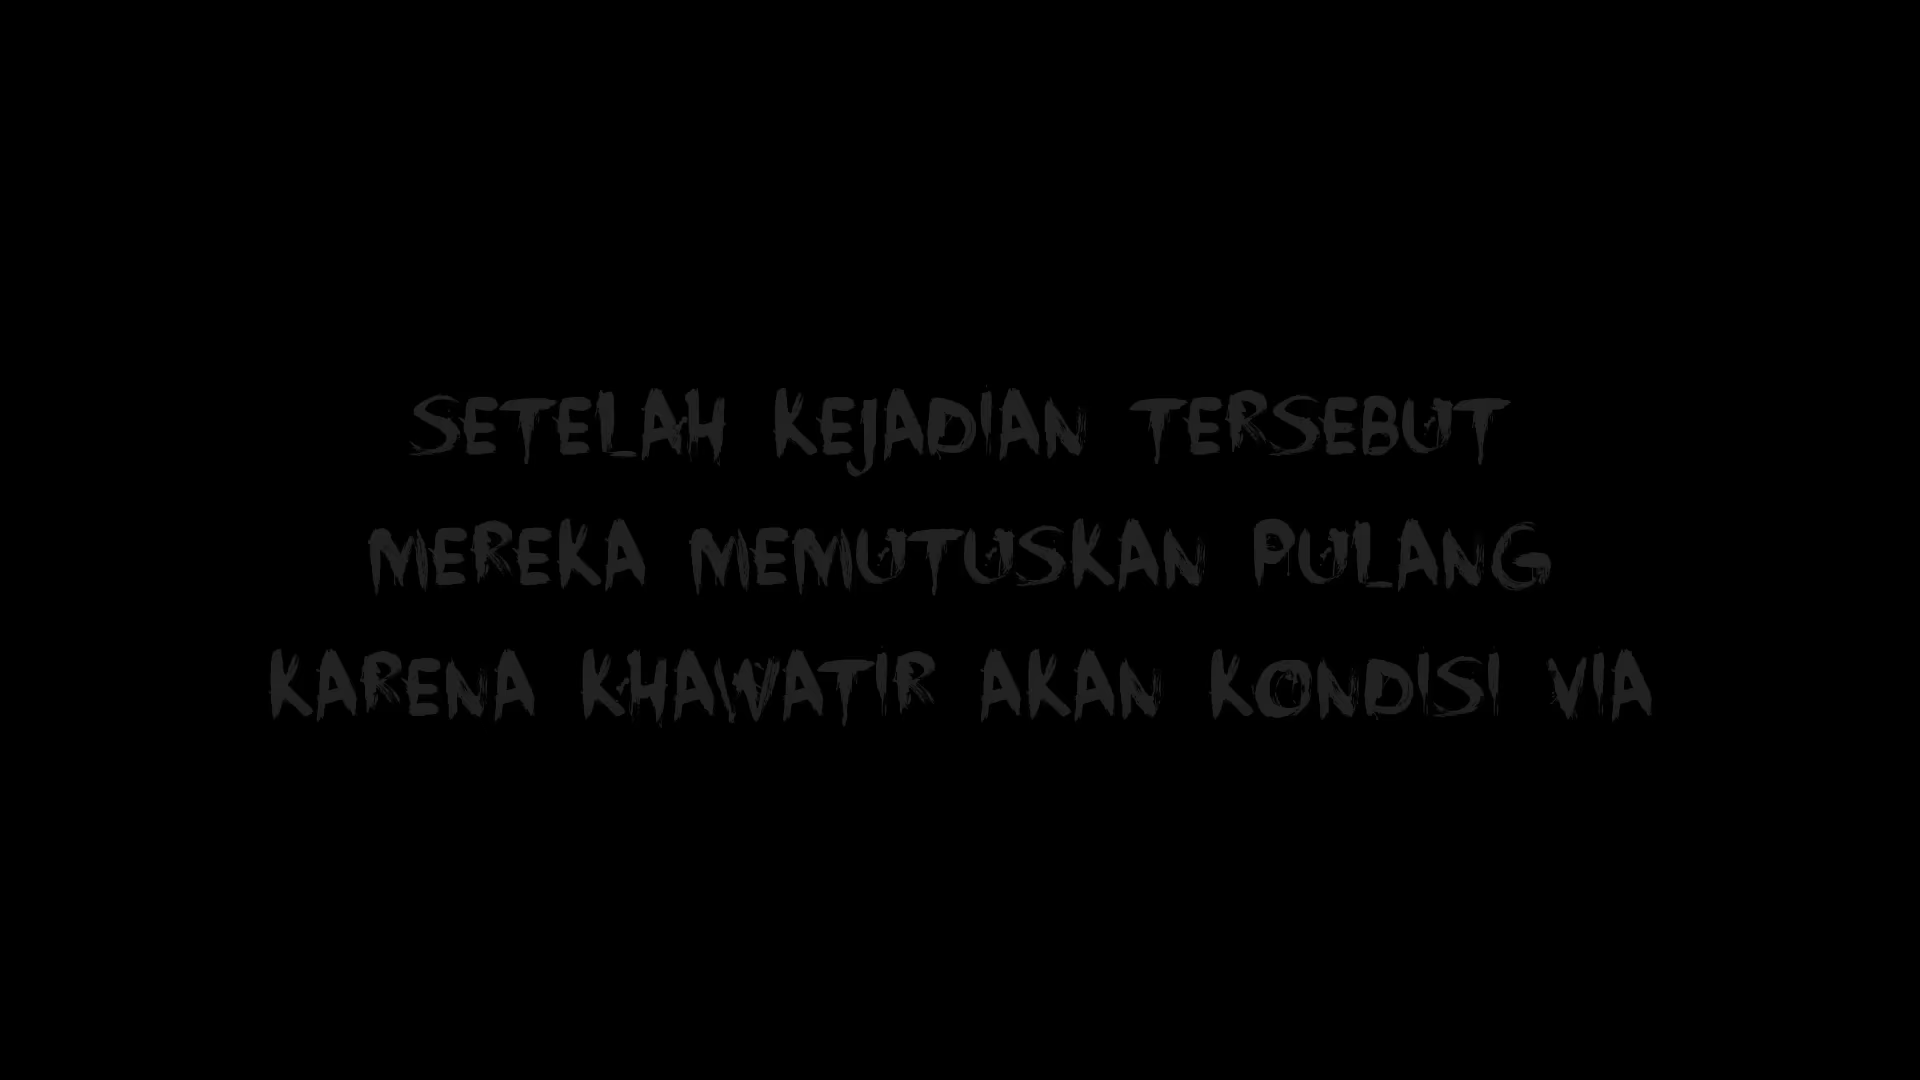 SETELAH KEJADIAN TERSEBUT
MEREKA MEMUTUSKAN PULANG
KARENA KHAWATIR AKAN KONDISI VIA